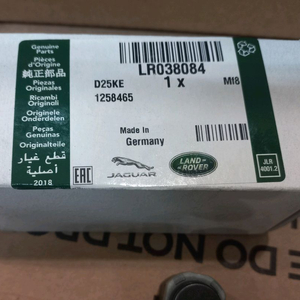 Genuine Parts
Pièces d'Origine
純正部品
Piezas Originales
Ricambi Originali
Originele Onderdelen
Peças Genuínas
Originalteile
قطع غيار أصلية
2018
LR038084
D25KE
1 x
Mf8
1258465
Made in
Germany
EAC
JAGUAR
LAND ROVER
JLR
4001.2
DO NOT